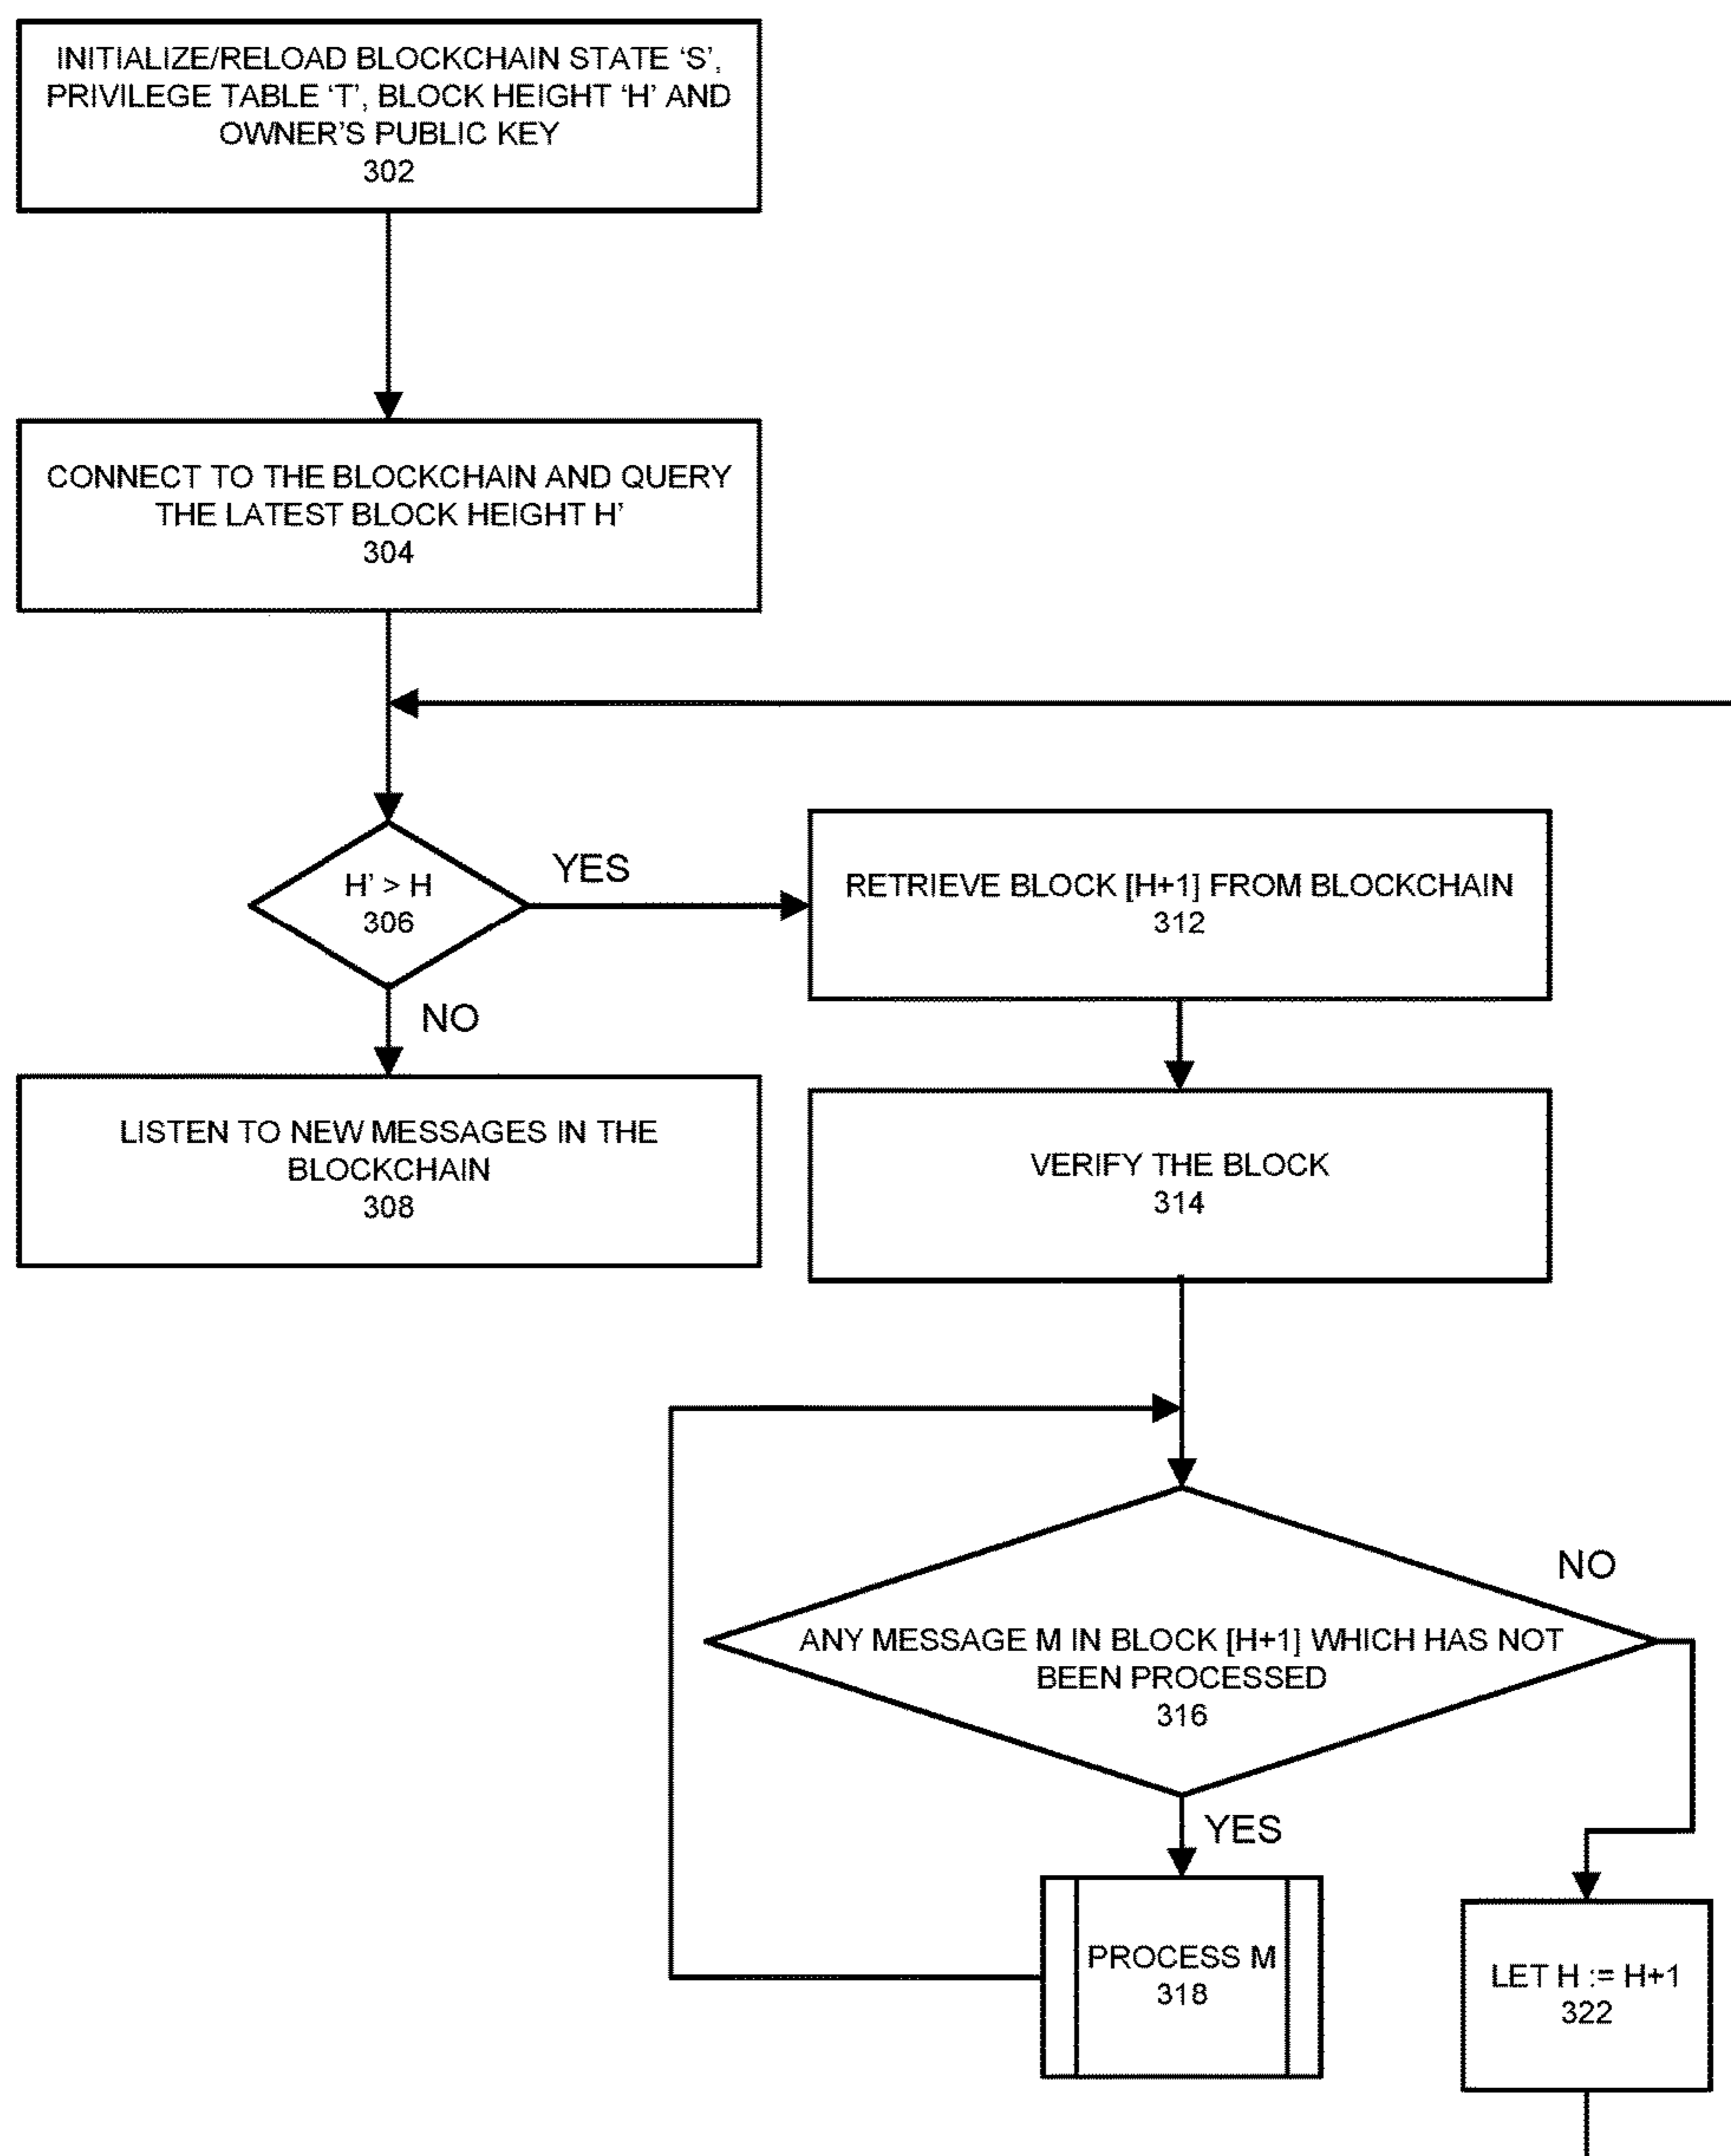 INITIALIZE/RELOAD BLOCKCHAIN STATE ‘S’,
PRIVILEGE TABLE ‘T’, BLOCK HEIGHT ‘H’ AND
OWNER’S PUBLIC KEY
302
CONNECT TO THE BLOCKCHAIN AND QUERY
THE LATEST BLOCK HEIGHT H’
304
H’ > H
306
YES
NO
RETRIEVE BLOCK [H+1] FROM BLOCKCHAIN
312
LISTEN TO NEW MESSAGES IN THE
BLOCKCHAIN
308
VERIFY THE BLOCK
314
ANY MESSAGE M IN BLOCK [H+1] WHICH HAS NOT
BEEN PROCESSED
316
NO
YES
PROCESS M
318
LET H := H+1
322